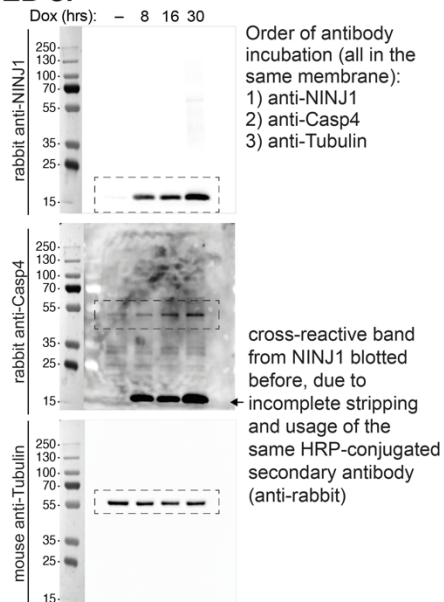 Dox (hrs): – 8 16 30
rabbit anti-NINJ1
250
130
100
70
55
35
25
15
Order of antibody
incubation (all in the
same membrane):
1) anti-NINJ1
2) anti-Casp4
3) anti-Tubulin
rabbit anti-Casp4
250
130
100
70
55
35
25
15
cross-reactive band
from NINJ1 blotted
before, due to
incomplete stripping
and usage of the
same HRP-conjugated
secondary antibody
(anti-rabbit)
mouse anti-Tubulin
250
130
100
70
55
35
25
15